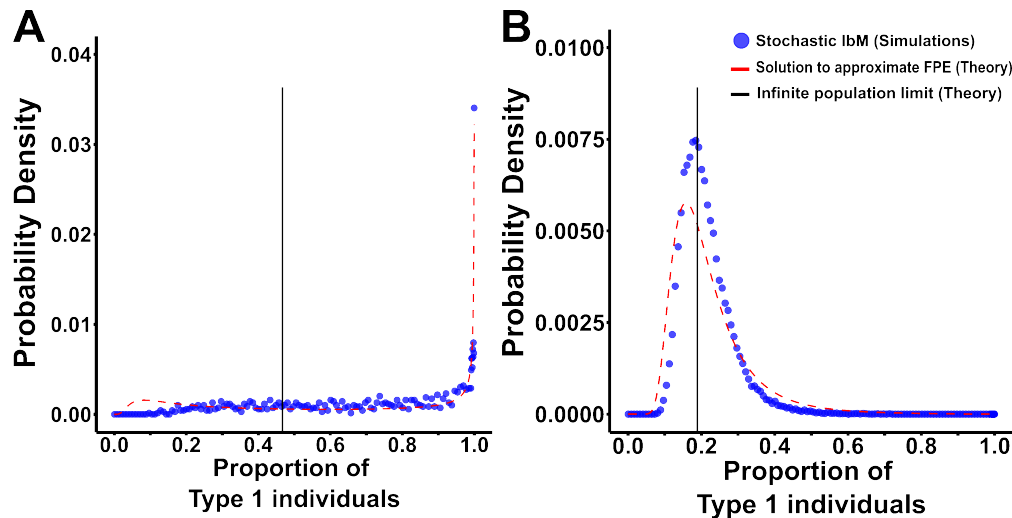 A
Probability Density
0.04
0.03
0.02
0.01
0.00
0.0 0.2 0.4 0.6 0.8 1.0
Proportion of
Type 1 individuals
B
Stochastic IbM (Simulations)
Solution to approximate FPE (Theory)
Infinite population limit (Theory)
Probability Density
0.0100
0.0075
0.0050
0.0025
0.0000
0.0 0.2 0.4 0.6 0.8 1.0
Proportion of
Type 1 individuals